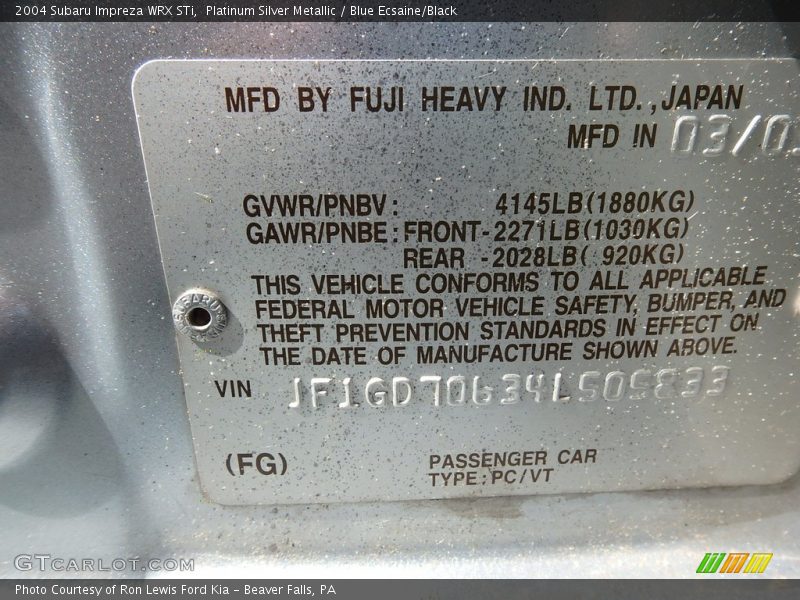 2004 Subaru Impreza WRX STi, Platinum Silver Metallic / Blue Ecsaine/Black
MFD BY FUJI HEAVY IND. LTD., JAPAN
MFD IN 03/03
GVWR/PNBV: 4145LB(1880KG)
GAWR/PNBE: FRONT-2271LB(1030KG)
REAR -2028LB( 920KG)
THIS VEHICLE CONFORMS TO ALL APPLICABLE
FEDERAL MOTOR VEHICLE SAFETY, BUMPER, AND
THEFT PREVENTION STANDARDS IN EFFECT ON
THE DATE OF MANUFACTURE SHOWN ABOVE.
SUBARU
VIN JF1GD70634L505833
(FG)
PASSENGER CAR
TYPE:PC/VT
GTCARLOT.COM
Photo Courtesy of Ron Lewis Ford Kia - Beaver Falls, PA